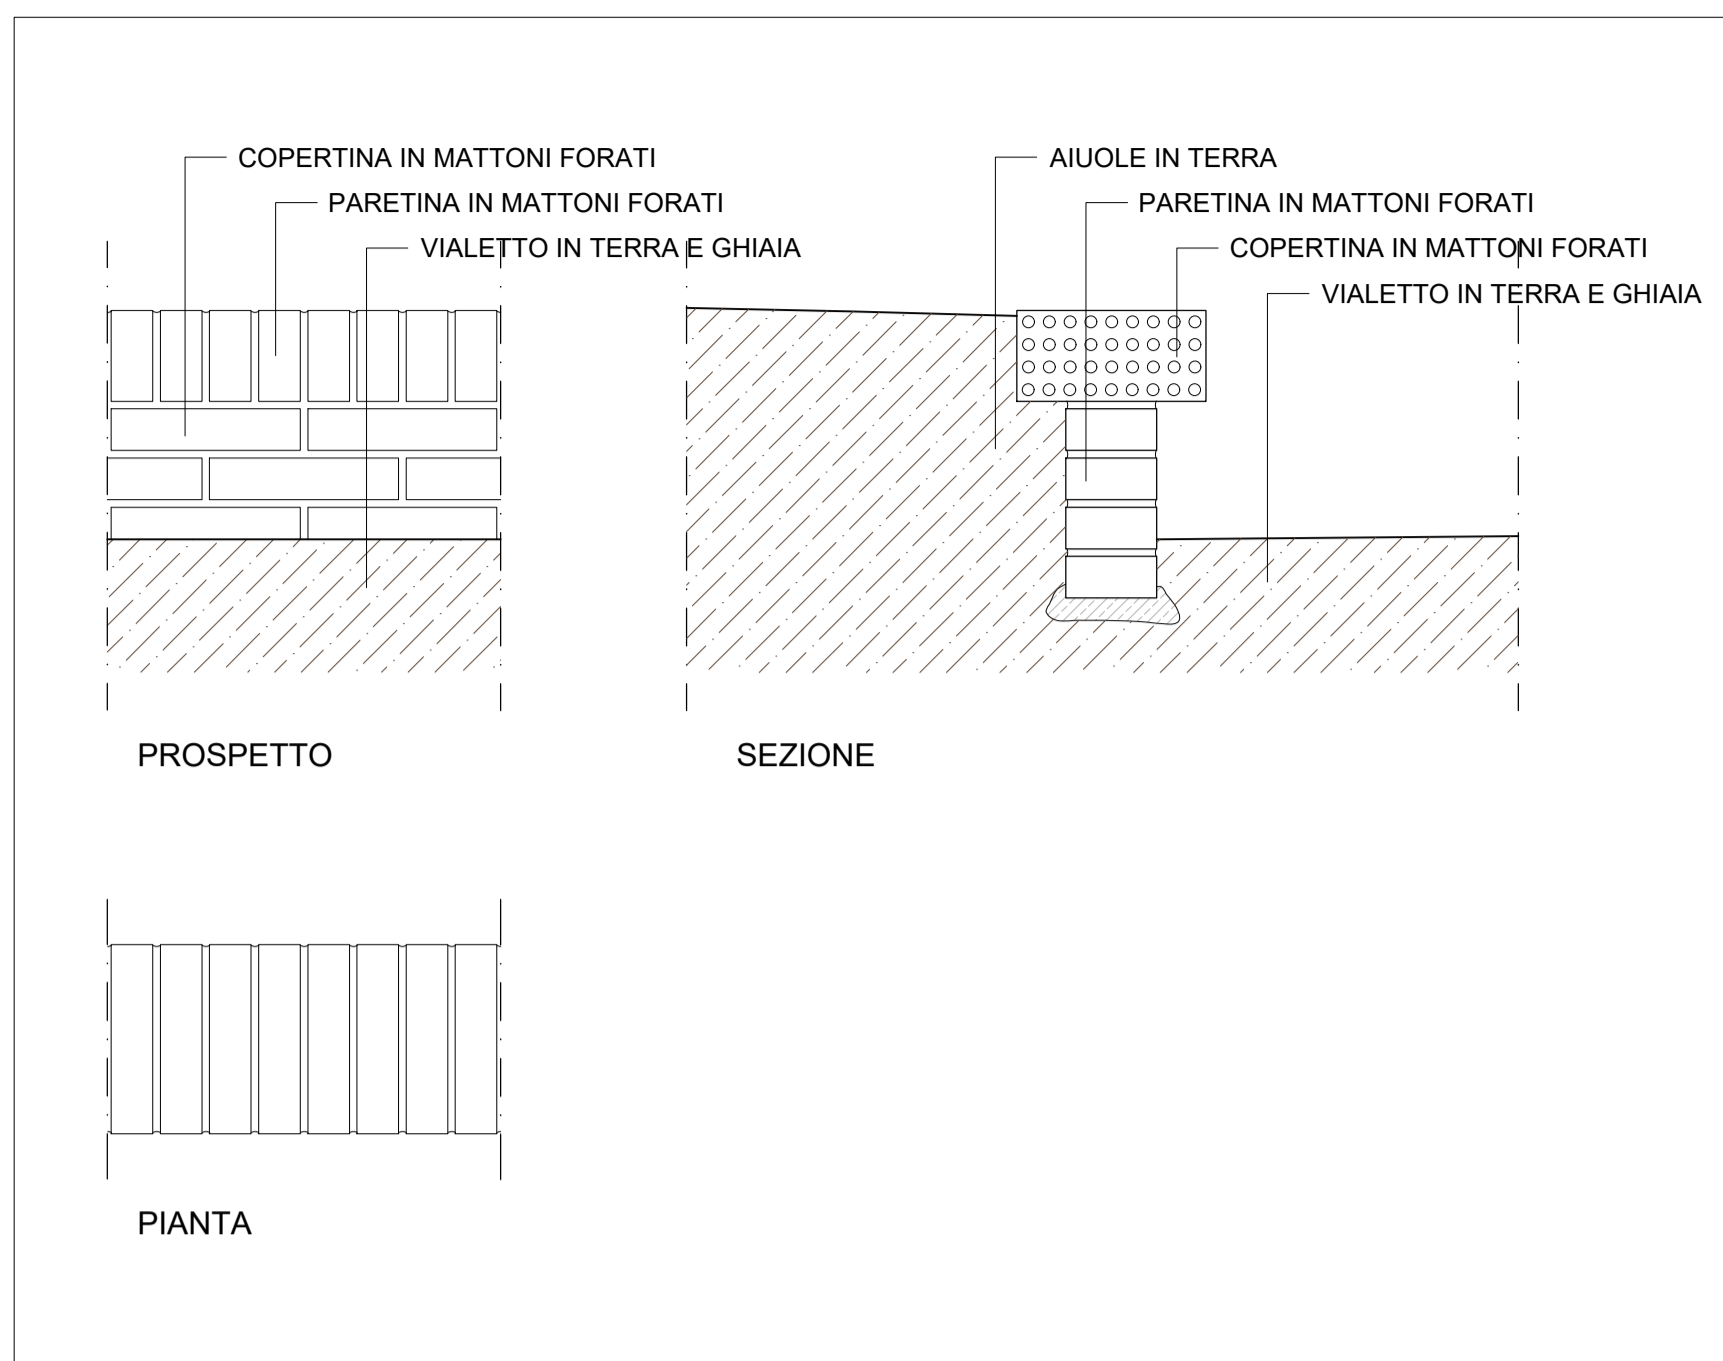 COPERTINA IN MATTONI FORATI
PARETINA IN MATTONI FORATI
VIALETTO IN TERRA E GHIAIA
AIUOLE IN TERRA
PARETINA IN MATTONI FORATI
COPERTINA IN MATTONI FORATI
VIALETTO IN TERRA E GHIAIA
PROSPETTO
SEZIONE
PIANTA